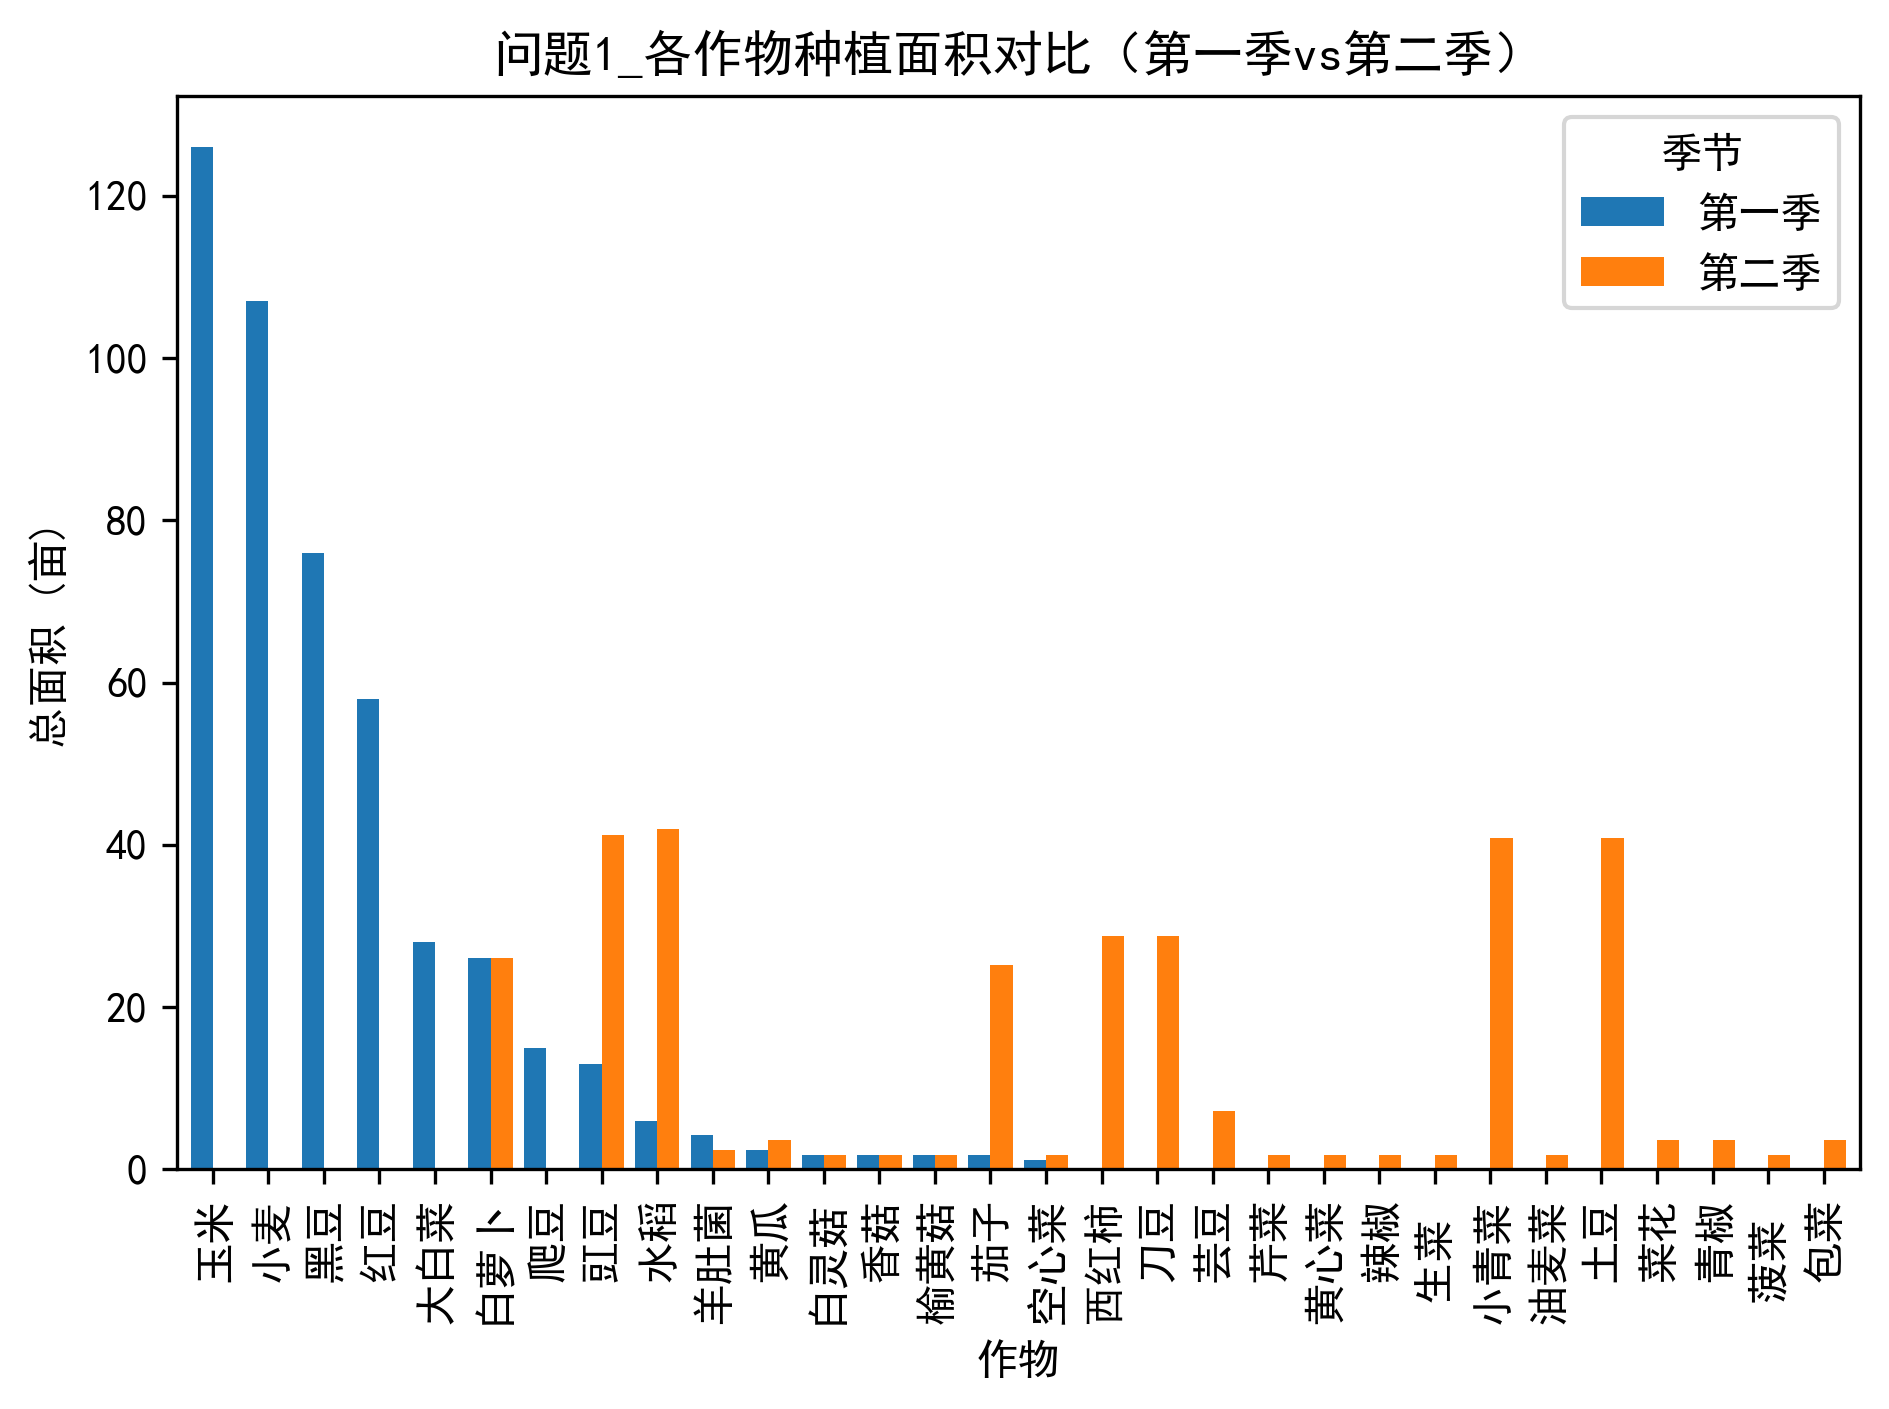 问题1_各作物种植面积对比（第一季vs第二季）
季节
第一季
第二季
总面积 (亩)
120
100
80
60
40
20
0
玉米
小麦
黑豆
红豆
大白菜
白萝卜
爬豆
豇豆
水稻
羊肚菌
黄瓜
白灵菇
香菇
榆黄菇
茄子
空心菜
西红柿
刀豆
芸豆
芹菜
黄心菜
辣椒
生菜
小青菜
油麦菜
土豆
菜花
青椒
菠菜
包菜
作物